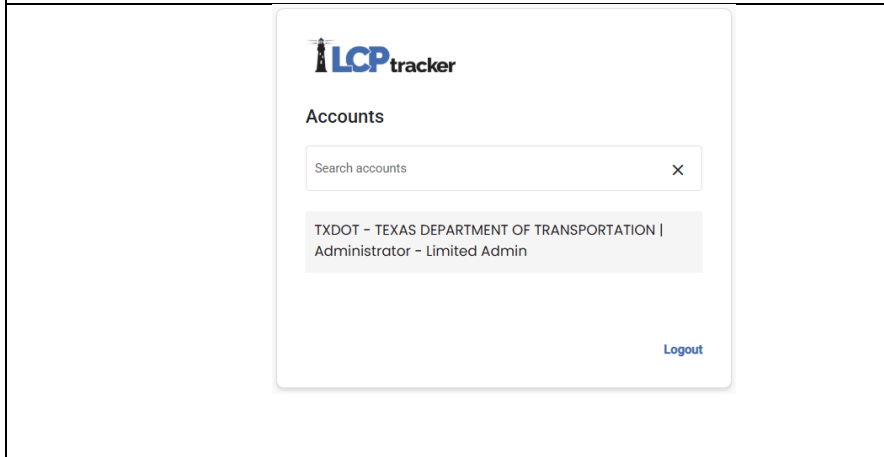 LCPtracker
Accounts
Search accounts
TXDOT - TEXAS DEPARTMENT OF TRANSPORTATION |
Administrator - Limited Admin
Logout